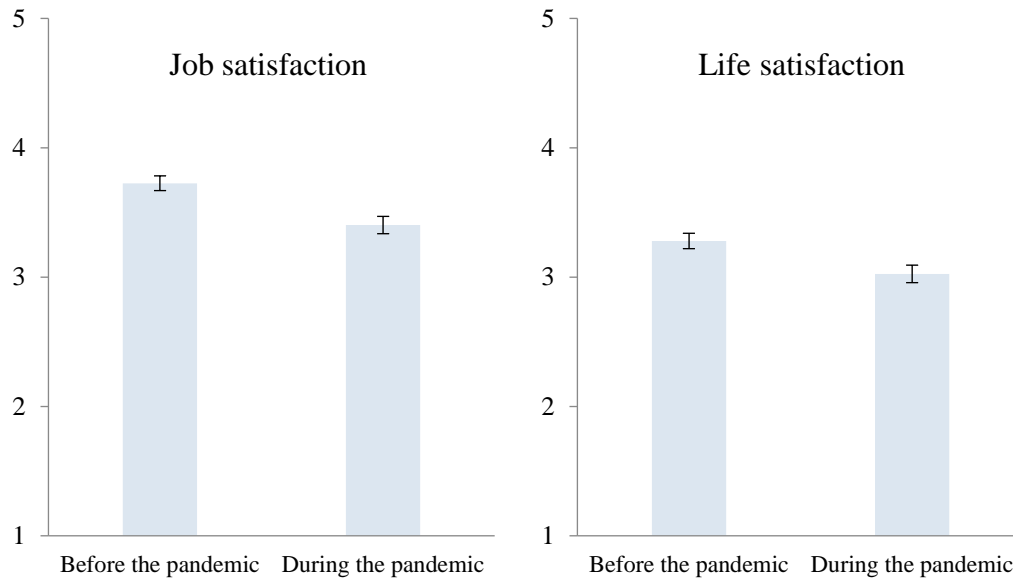 Job satisfaction
5
4
3
2
1
Before the pandemic
During the pandemic
Life satisfaction
5
4
3
2
1
Before the pandemic
During the pandemic